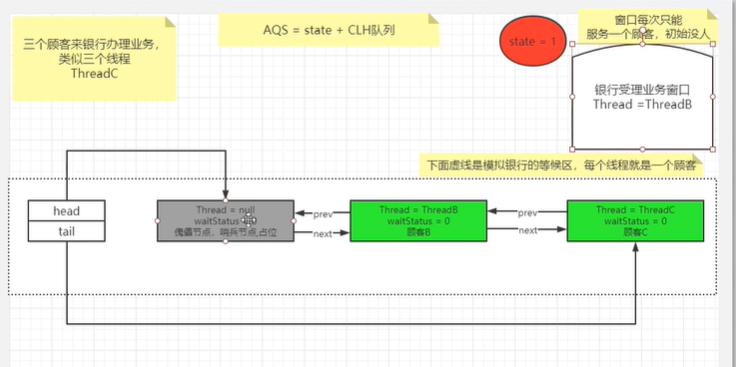 三个顾客来银行办理业务，
类似三个线程
ThreadC
AQS = state + CLH队列
state = 1
窗口每次只能
服务一个顾客，初始没人
银行受理业务窗口
Thread =ThreadB
下面虚线是模拟银行的等候区，每个线程就是一个顾客
head
tail
Thread = null
waitStatus
傀儡节点，哨兵节点,占位
prev
next
Thread = ThreadB
waitStatus = 0
顾客B
prev
next
Thread = ThreadC
waitStatus = 0
顾客C